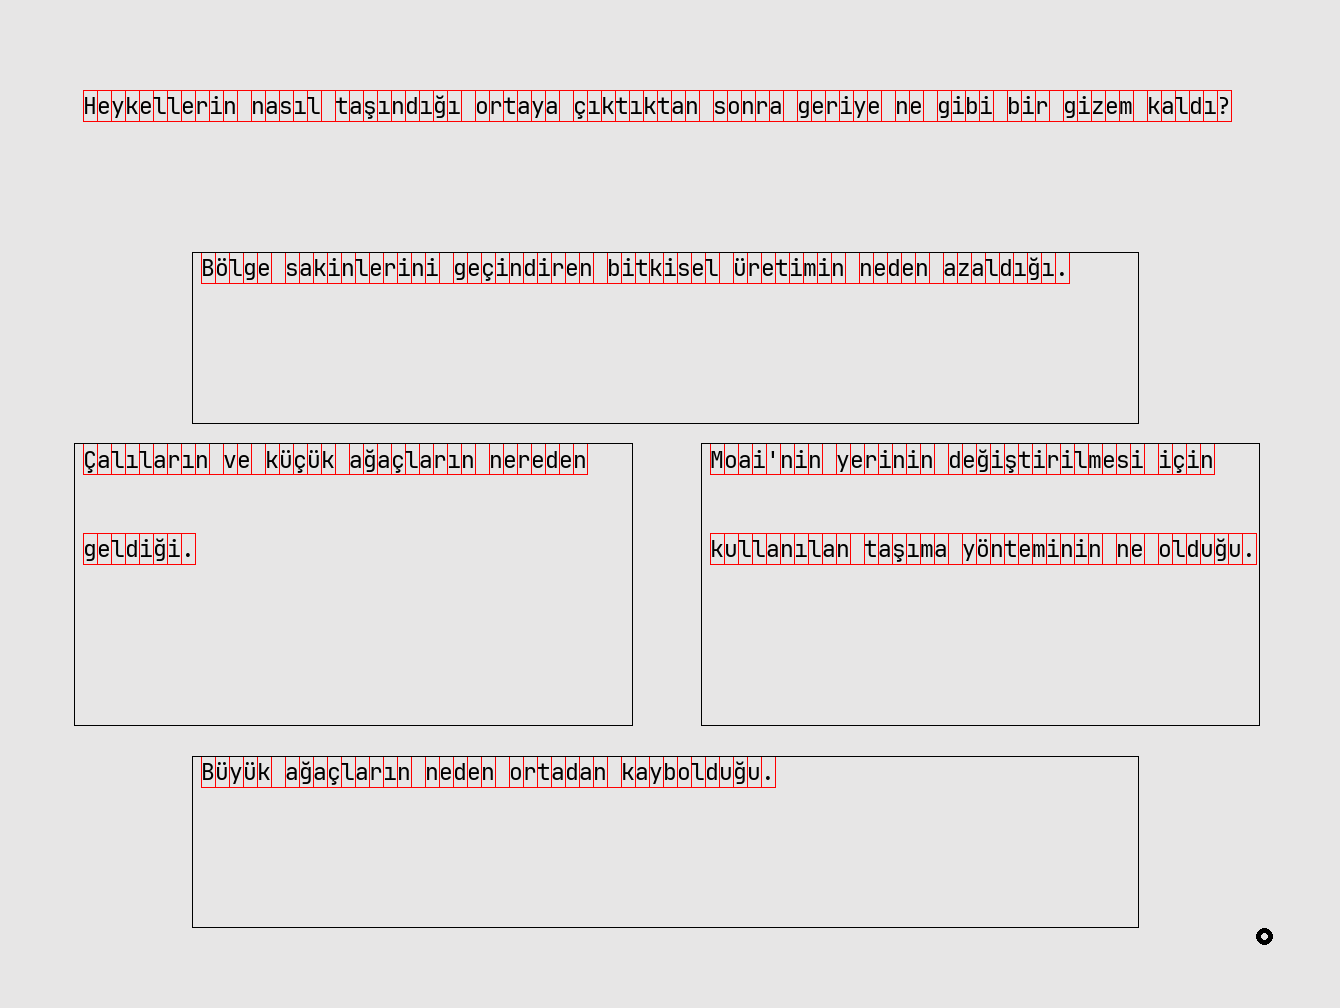 Heykellerin nasıl taşındığı ortaya çıktıktan sonra geriye ne gibi bir gizem kaldı?
Bölge sakinlerini geçindiren bitkisel üretimin neden azaldığı.
Çalıların ve küçük ağaçların nereden
geldiği.
Moai'nin yerinin değiştirilmesi için
kullanılan taşıma yönteminin ne olduğu.
Büyük ağaçların neden ortadan kaybolduğu.